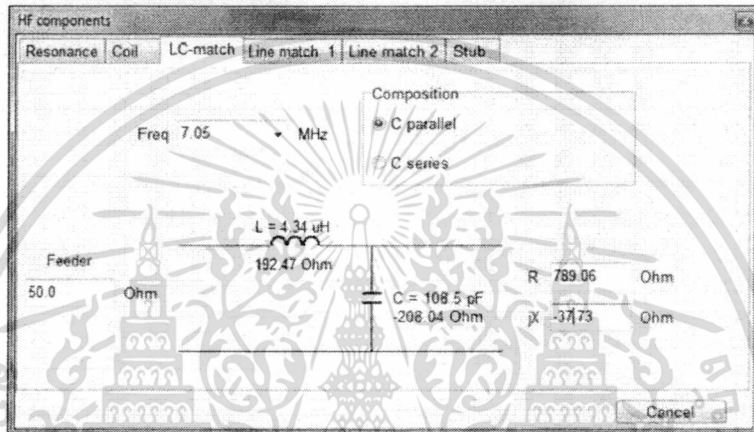 HF components
Resonance Coil LC-match Line match 1 Line match 2 Stub
Composition
Freq 7.05 MHz
C parallel
C series
L = 4.34 uH
192.47 Ohm
Feeder
50.0 Ohm
C = 108.5 pF
-208.04 Ohm
R 789.06 Ohm
jX -37.73 Ohm
Cancel